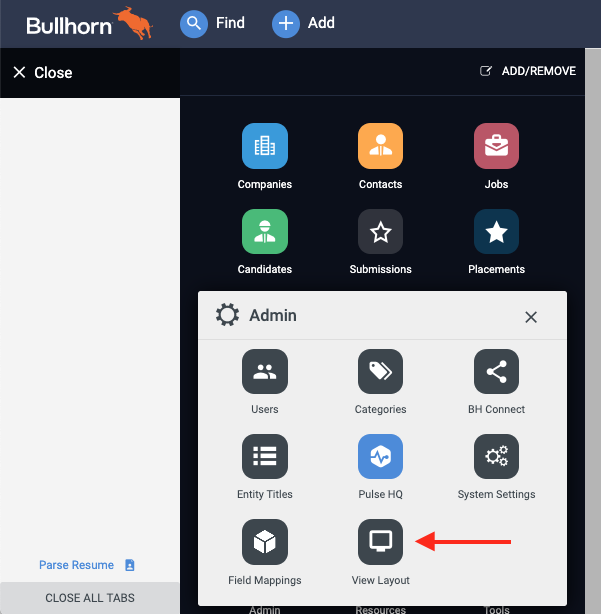 Bullhorn
Find
Add
Close
ADD/REMOVE
Companies
Contacts
Jobs
Candidates
Submissions
Placements
Admin
Users
Categories
BH Connect
Entity Titles
Pulse HQ
System Settings
Field Mappings
View Layout
Parse Resume
CLOSE ALL TABS
Admin
Resources
Tools